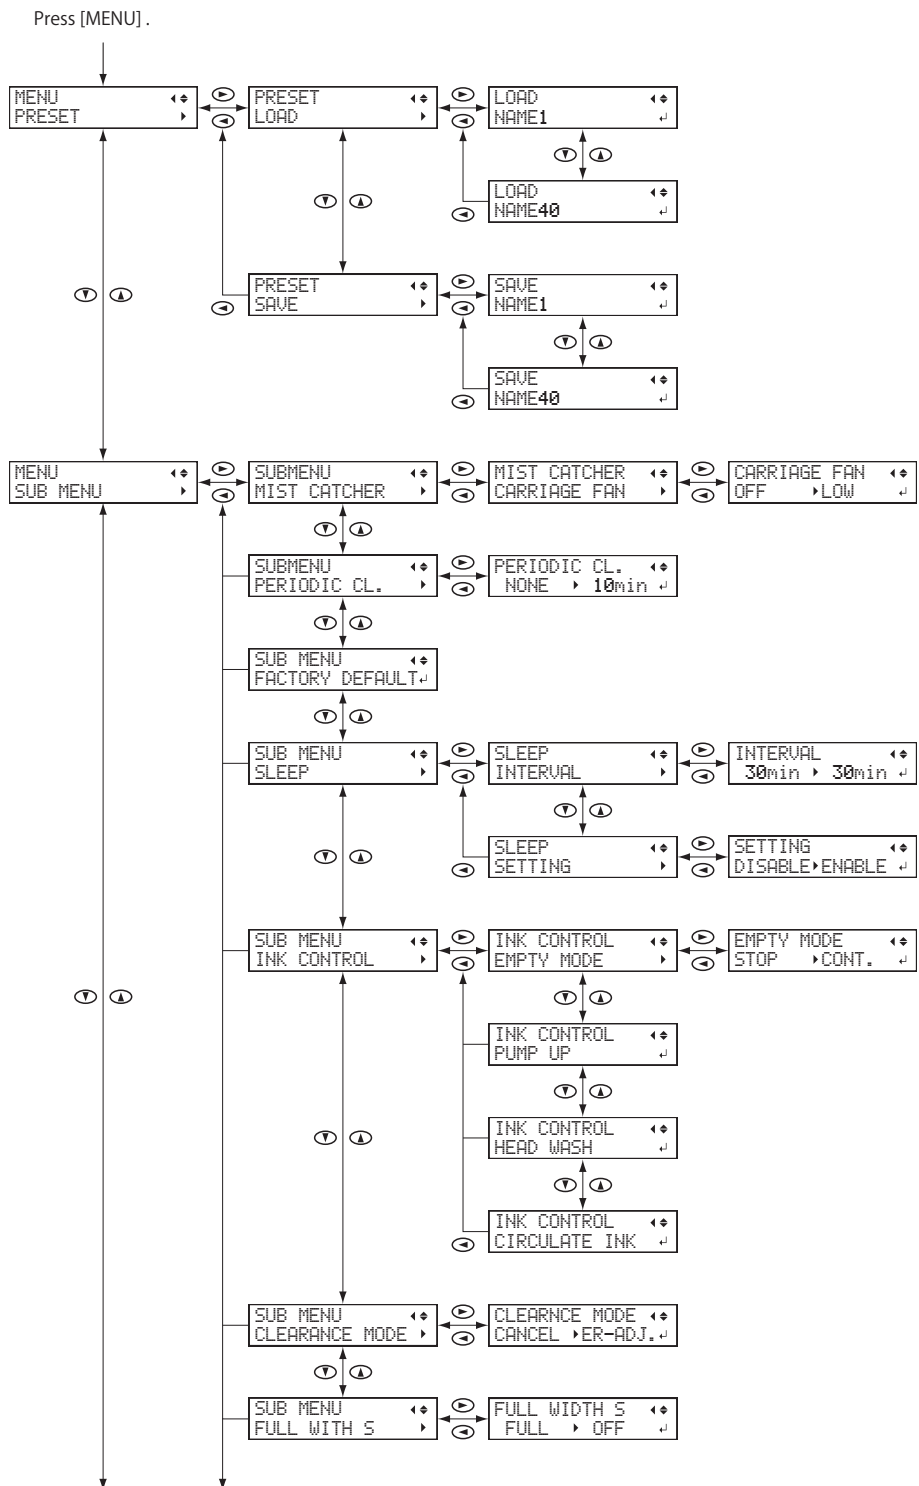 Press [MENU] .
MENU
PRESET
PRESET
LOAD
LOAD
NAME1
LOAD
NAME40
PRESET
SAVE
SAVE
NAME1
SAVE
NAME40
MENU
SUB MENU
SUBMENU
MIST CATCHER
MIST CATCHER
CARRIAGE FAN
CARRIAGE FAN
OFF LOW
SUBMENU
PERIODIC CL.
PERIODIC CL.
NONE 10min
SUB MENU
FACTORY DEFAULT
SUB MENU
SLEEP
SLEEP
INTERVAL
INTERVAL
30min 30min
SLEEP
SETTING
SETTING
DISABLE ENABLE
SUB MENU
INK CONTROL
INK CONTROL
EMPTY MODE
EMPTY MODE
STOP CONT.
INK CONTROL
PUMP UP
INK CONTROL
HEAD WASH
INK CONTROL
CIRCULATE INK
SUB MENU
CLEARANCE MODE
CLEARNCE MODE
CANCEL ER-ADJ.
SUB MENU
FULL WITH S
FULL WIDTH S
FULL OFF